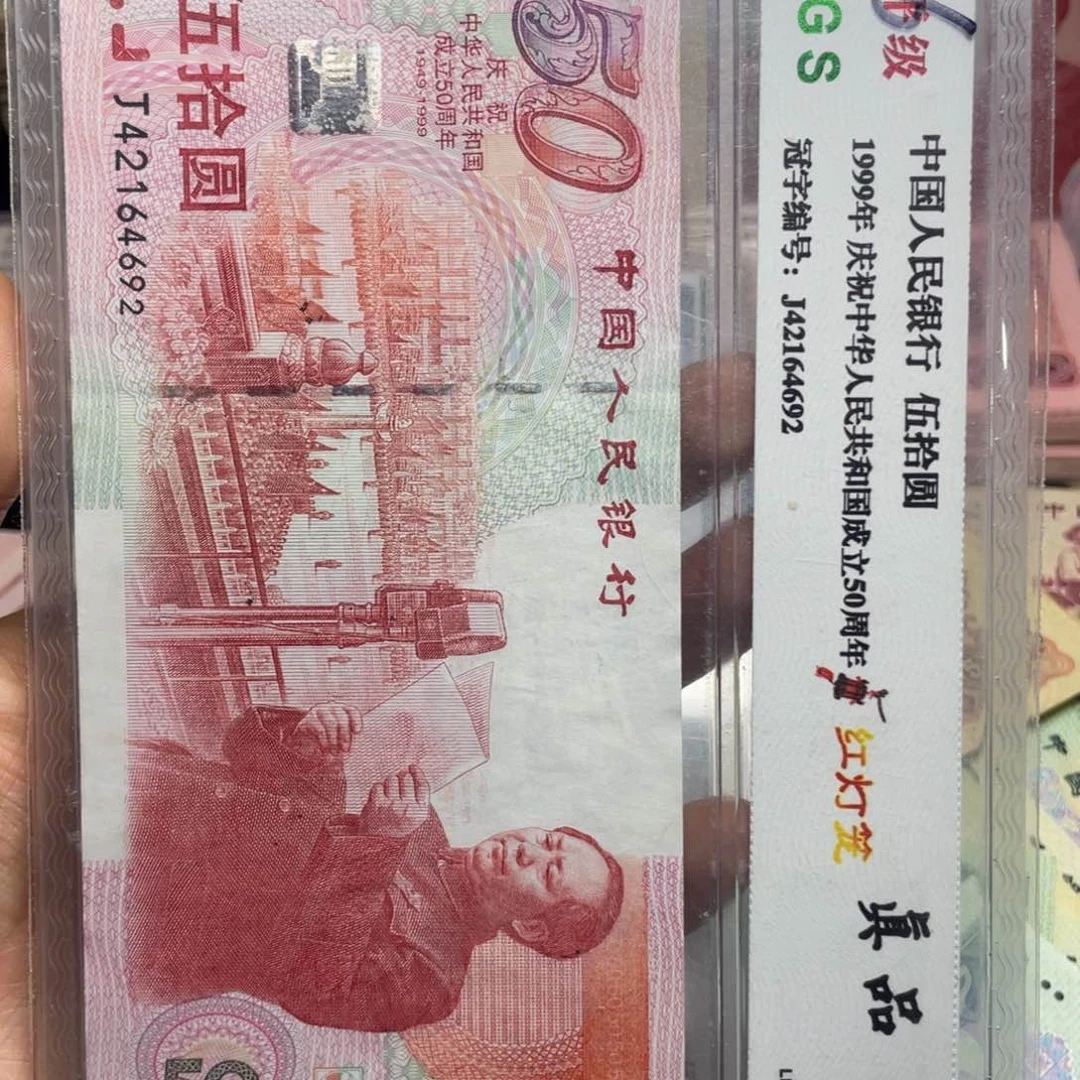 GS
级
中国人民银行 伍拾圆
1999年 庆祝中华人民共和国成立50周年
红灯笼
冠字编号：J42164692
真品
50
庆祝
中华人民共和国
成立50周年
1949-1999
中国人民银行
伍拾圆
J42164692